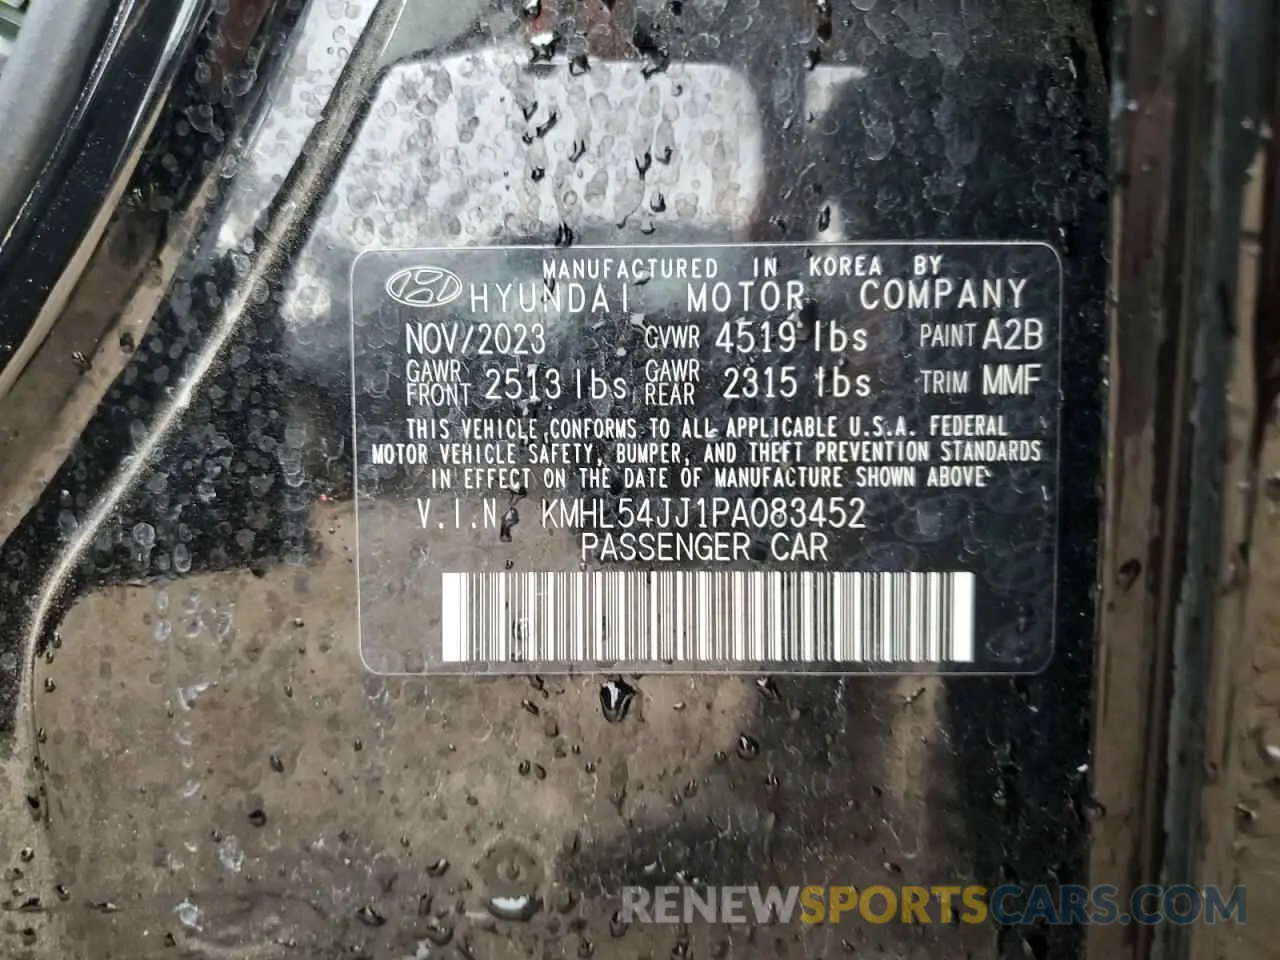 MANUFACTURED IN KOREA BY
HYUNDAI MOTOR COMPANY
NOV/2023 GVWR 4519 lbs PAINT A2B
GAWR FRONT 2513 lbs GAWR REAR 2315 lbs TRIM MMF
THIS VEHICLE CONFORMS TO ALL APPLICABLE U.S.A. FEDERAL
MOTOR VEHICLE SAFETY, BUMPER, AND THEFT PREVENTION STANDARDS
IN EFFECT ON THE DATE OF MANUFACTURE SHOWN ABOVE
V.I.N KMHL54JJ1PA083452
PASSENGER CAR
RENEWSPORTSCARS.COM